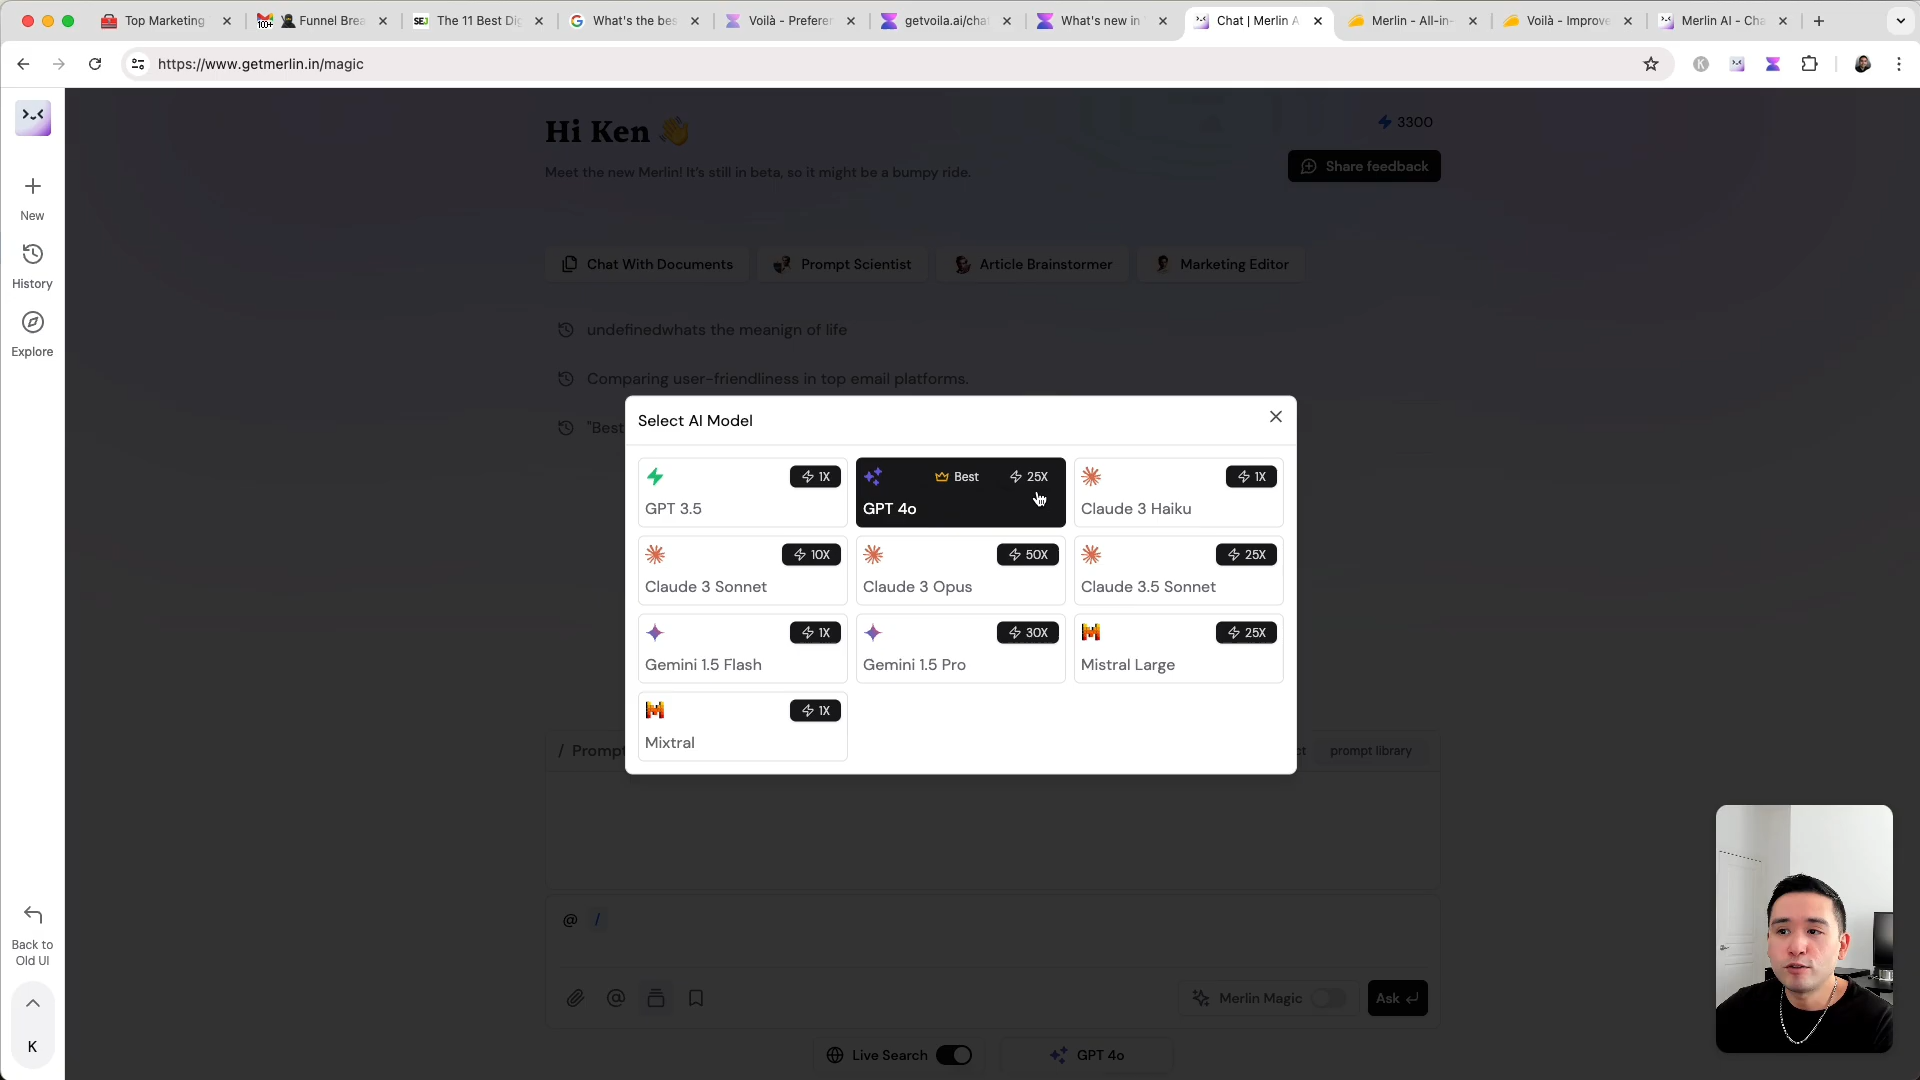 Top Marketing
Funnel Brea
SEJ The 11 Best Dig
What's the bes
Voilà - Preferen
getvoila.ai/cha
What's new in
Chat | Merlin A
Merlin - All-in-
Voilà - Improve
Merlin AI - Cha
https://www.getmerlin.in/magic
Hi Ken 👋
3300
Meet the new Merlin! It's still in beta, so it might be a bumpy ride.
Share feedback
New
History
Explore
Chat With Documents
Prompt Scientist
Article Brainstormer
Marketing Editor
undefinedwhats the meanign of life
Comparing user-friendliness in top email platforms.
"Best
Select AI Model
1X
GPT 3.5
Best 25X
GPT 4o
1X
Claude 3 Haiku
10X
Claude 3 Sonnet
50X
Claude 3 Opus
25X
Claude 3.5 Sonnet
1X
Gemini 1.5 Flash
30X
Gemini 1.5 Pro
25X
Mistral Large
1X
Mixtral
/ Prompt
ct
prompt library
@ /
Back to
Old UI
K
Merlin Magic
Ask
Live Search
GPT 4o